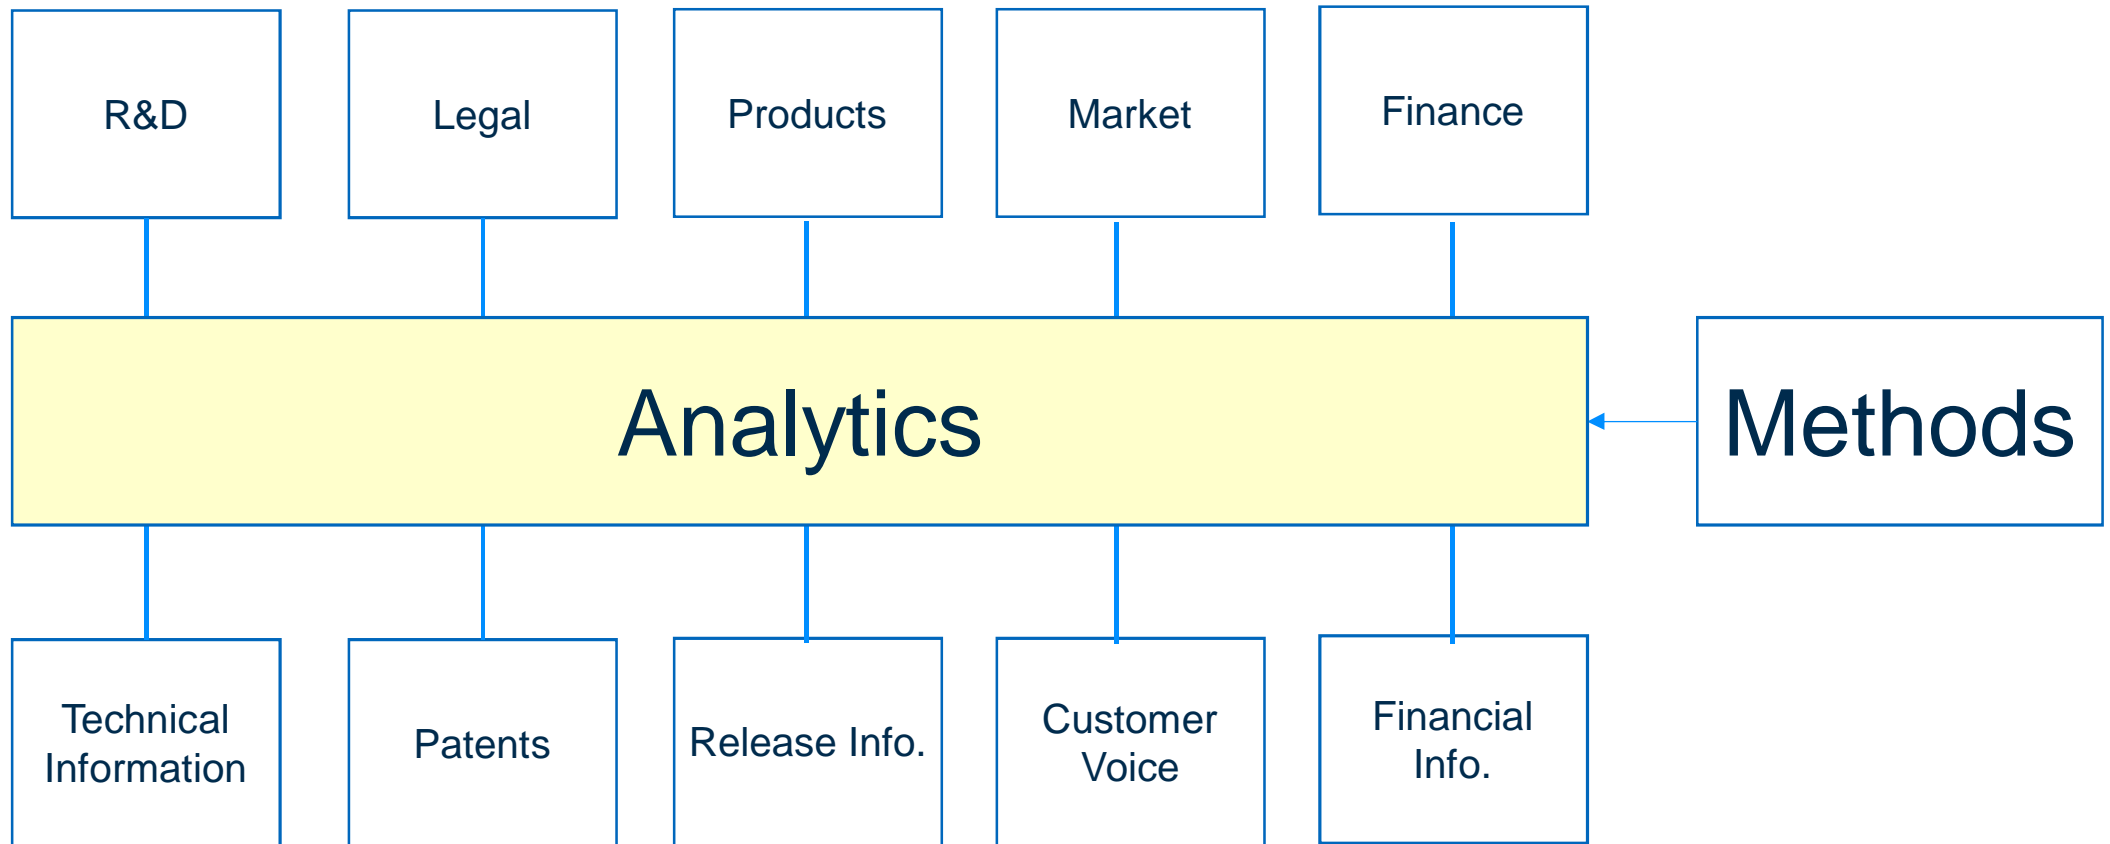 R&D
Legal
Products
Market
Finance
Analytics
Methods
Technical
Information
Patents
Release Info.
Customer
Voice
Financial
Info.